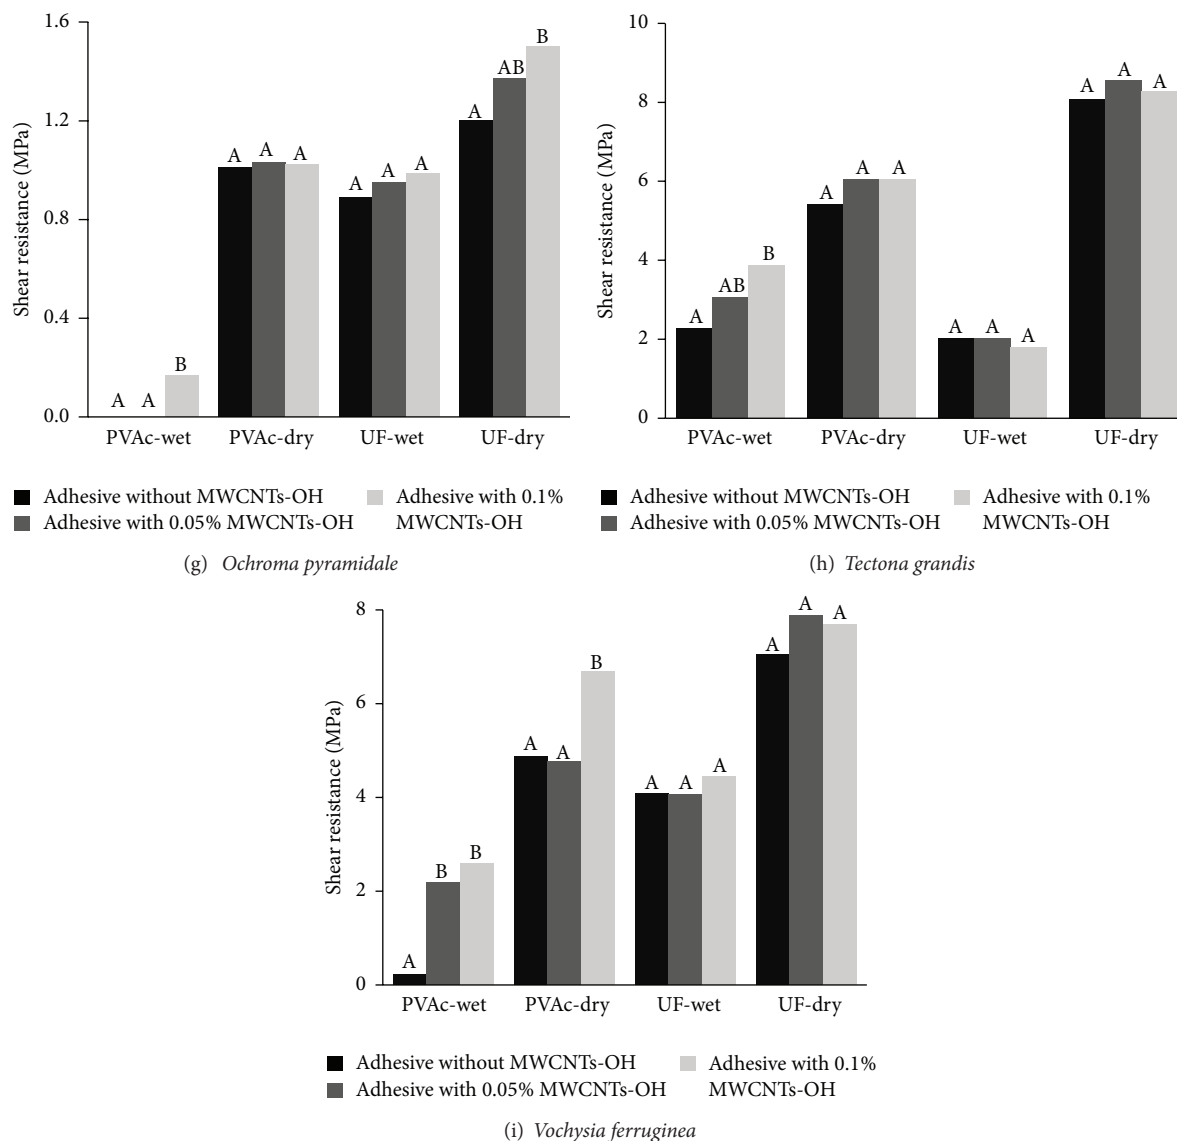 1.6
1.2
0.8
0.4
0.0
Shear resistance (MPa)
A A B
A A A
A A A
A AB B
PVAc-wet PVAc-dry UF-wet UF-dry
Adhesive without MWCNTs-OH
Adhesive with 0.05% MWCNTs-OH
Adhesive with 0.1%
MWCNTs-OH
(g) Ochroma pyramidale
10
8
6
4
2
0
Shear resistance (MPa)
A AB B
A A A
A A A
A A A
PVAc-wet PVAc-dry UF-wet UF-dry
Adhesive without MWCNTs-OH
Adhesive with 0.05% MWCNTs-OH
Adhesive with 0.1%
MWCNTs-OH
(h) Tectona grandis
8
6
4
2
0
Shear resistance (MPa)
A B B
A A B
A A A
A A A
PVAc-wet PVAc-dry UF-wet UF-dry
Adhesive without MWCNTs-OH
Adhesive with 0.05% MWCNTs-OH
Adhesive with 0.1%
MWCNTs-OH
(i) Vochysia ferruginea